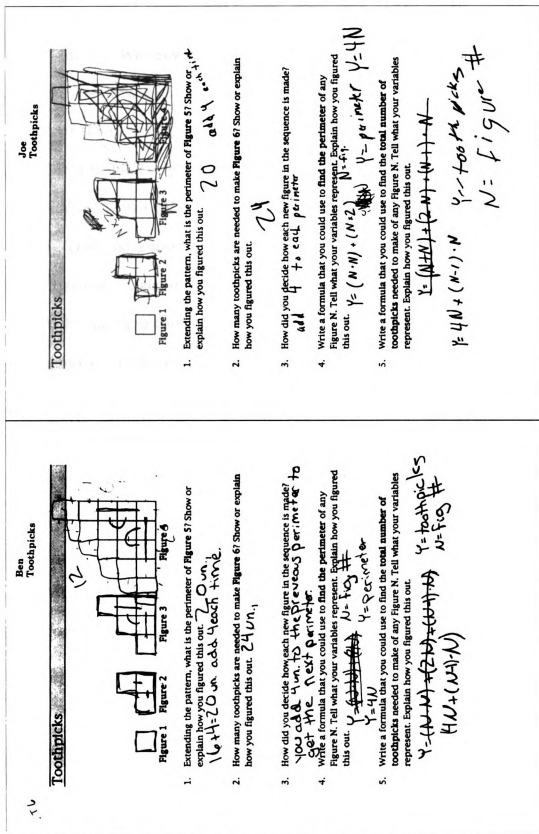 Ben
Toothpicks
Toothpicks
12
Figure 1
Figure 2
Figure 3
Figure
1. Extending the pattern, what is the perimeter of Figure 5? Show or
explain how you figured this out. 20 un.
16+4=20 un add 4 each time.
2. How many toothpicks are needed to make Figure 6? Show or explain
how you figured this out. 24 un.
3. How did you decide how each new figure in the sequence is made?
you add 4 un. to the preveous perimeter to
get the next perimeter.
4. Write a formula that you could use to find the perimeter of any
Figure N. Tell what your variables represent. Explain how you figured
this out. N= fig #
Y=4N Y=perimeter
5. Write a formula that you could use to find the total number of
toothpicks needed to make of any Figure N. Tell what your variables
represent. Explain how you figured this out.
Y=toothpicks
N=fig #
Joe
Toothpicks
Toothpicks
Figure 1
Figure 2
Figure 3
1. Extending the pattern, what is the perimeter of Figure 5? Show or
explain how you figured this out. 20 add 4 each
2. How many toothpicks are needed to make Figure 6? Show or explain
how you figured this out. 24
3. How did you decide how each new figure in the sequence is made?
add 4 to each perimeter
4. Write a formula that you could use to find the perimeter of any
Figure N. Tell what your variables represent. Explain how you figured
this out. Y=(N·N)+(N·2) N=fig. Y=perimeter Y=4N
5. Write a formula that you could use to find the total number of
toothpicks needed to make of any Figure N. Tell what your variables
represent. Explain how you figured this out.
Y=(N+N)+(2·N)+(N+1)·N
Y=4N+(N-1)·N
N= figure #